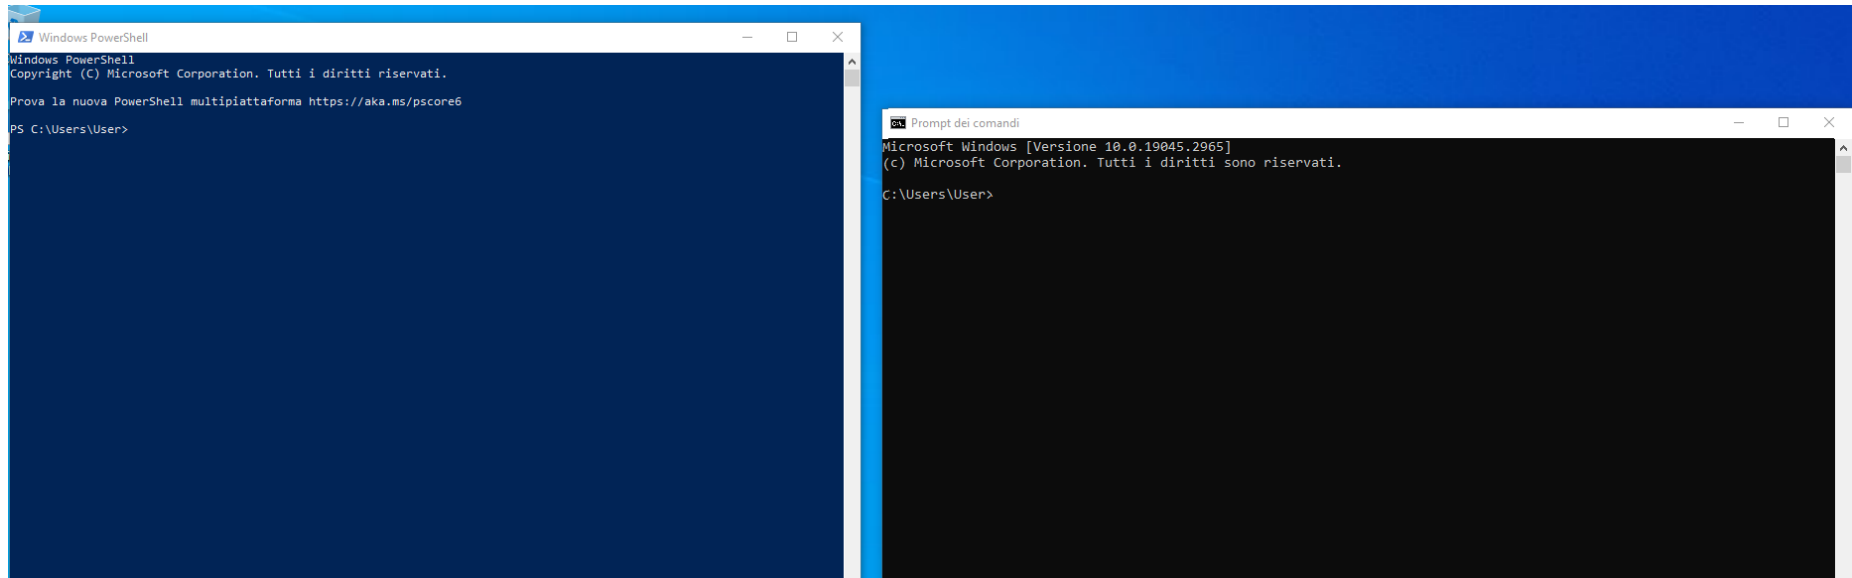 Windows PowerShell
Windows PowerShell
Copyright (C) Microsoft Corporation. Tutti i diritti riservati.
Prova la nuova PowerShell multipiattaforma https://aka.ms/pscore6
PS C:\Users\User>
Prompt dei comandi
Microsoft Windows [Versione 10.0.19045.2965]
(c) Microsoft Corporation. Tutti i diritti sono riservati.
C:\Users\User>